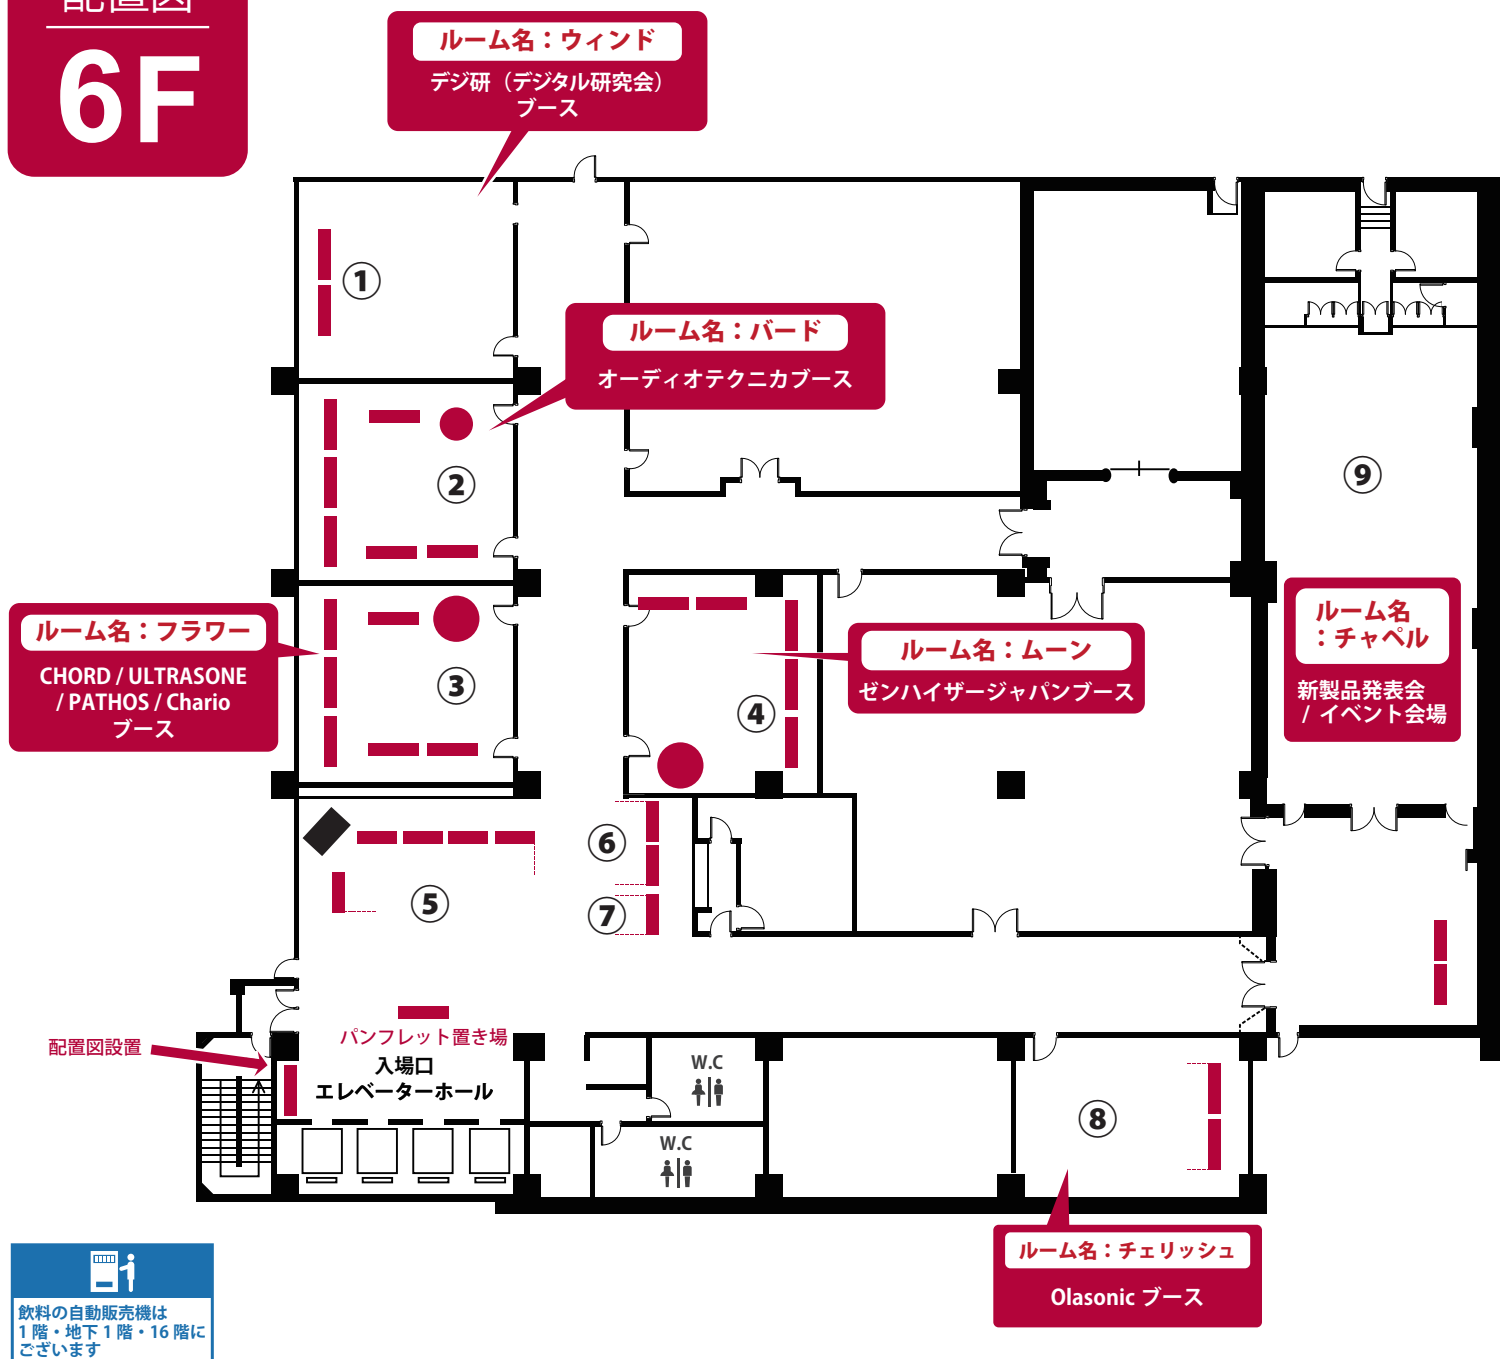 配置図
6F
ルーム名：ウィンド
デジ研（デジタル研究会）
ブース
①
ルーム名：バード
オーディオテクニカブース
②
⑨
ルーム名：フラワー
CHORD / ULTRASONE
/ PATHOS / Chario
ブース
③
ルーム名：ムーン
ゼンハイザージャパンブース
④
ルーム名
：チャペル
新製品発表会
/ イベント会場
⑤
⑥
⑦
パンフレット置き場
配置図設置
入場口
エレベーターホール
W.C
W.C
⑧
ルーム名：チェリッシュ
Olasonic ブース
飲料の自動販売機は
1 階・地下 1 階・16 階に
ございます